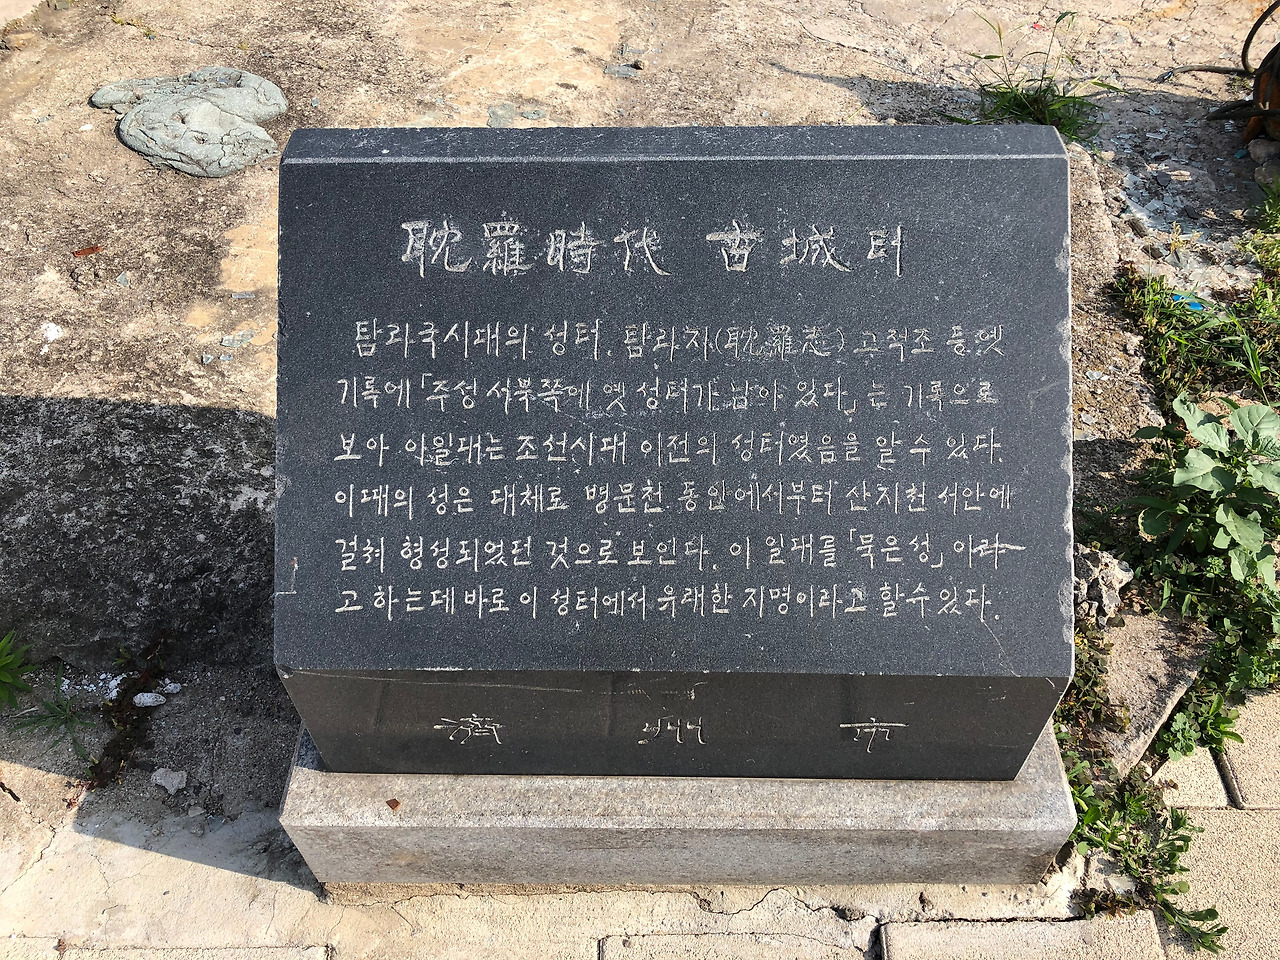 耽羅時代 古城터
탐라국시대의 성터. 탐라지(耽羅志) 고적조 등 옛
기록에「주성 서북쪽에 옛 성터가 남아 있다」는 기록으로
보아 이일대는 조선시대 이전의 성터였음을 알 수 있다.
이때의 성은 대체로 병문천 동안에서부터 산지천 서안에
걸쳐 형성되었던 것으로 보인다. 이 일대를「묵은성」이라
고 하는데 바로 이 성터에서 유래한 지명이라고 할수 있다.
濟 州 市